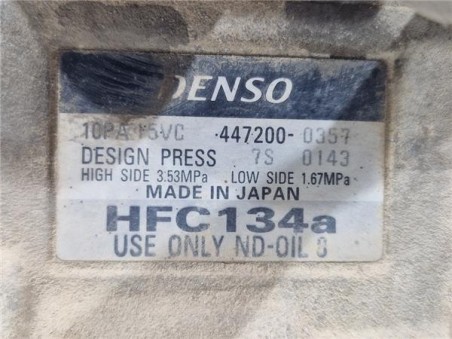 DENSO
10PA15VC 447200-0357
DESIGN PRESS 7S 0143
HIGH SIDE 3.53MPa LOW SIDE 1.67MPa
MADE IN JAPAN
HFC134a
USE ONLY ND-OIL 8